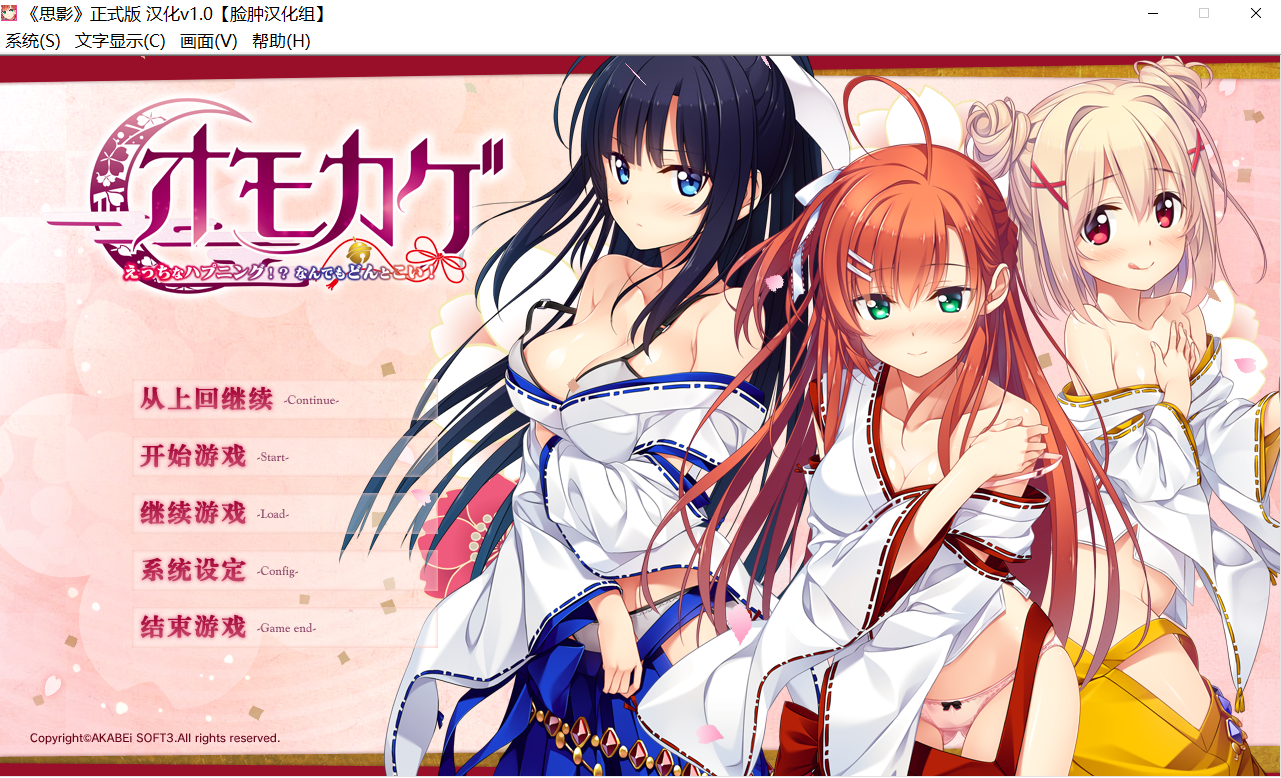 《思影》正式版 汉化v1.0【脸肿汉化组】
系统(S) 文字显示(C) 画面(V) 帮助(H)
オモカゲ
えっちなハプニング！？なんでもどんとこい！
从上回继续 -Continue-
开始游戏 -Start-
继续游戏 -Load-
系统设定 -Config-
结束游戏 -Game end-
Copyright©AKABEi SOFT3.All rights reserved.